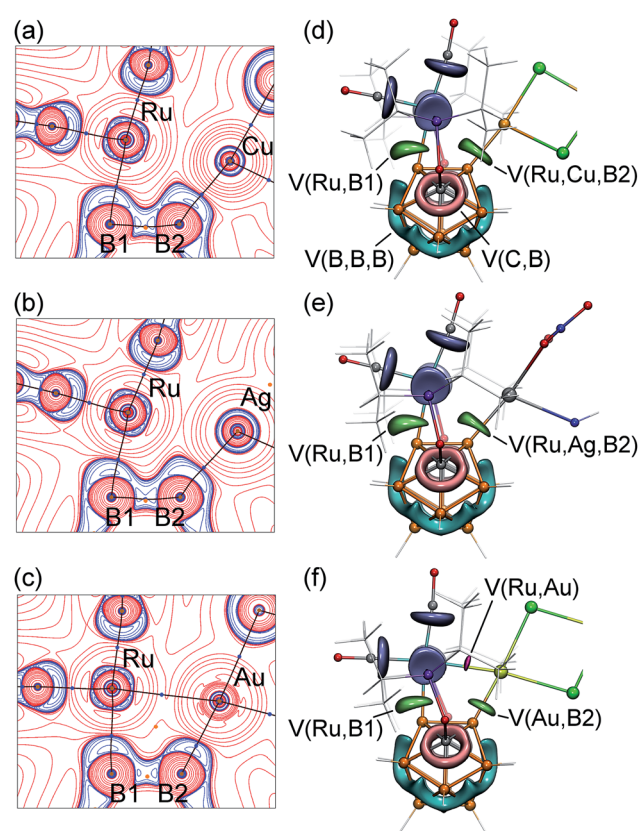 (a)
Ru
Cu
B1 B2
(d)
V(Ru,B1)
V(Ru,Cu,B2)
V(B,B,B)
V(C,B)
(b)
Ru
Ag
B1 B2
(e)
V(Ru,B1)
V(Ru,Ag,B2)
(c)
Ru
Au
B1 B2
(f)
V(Ru,Au)
V(Ru,B1)
V(Au,B2)